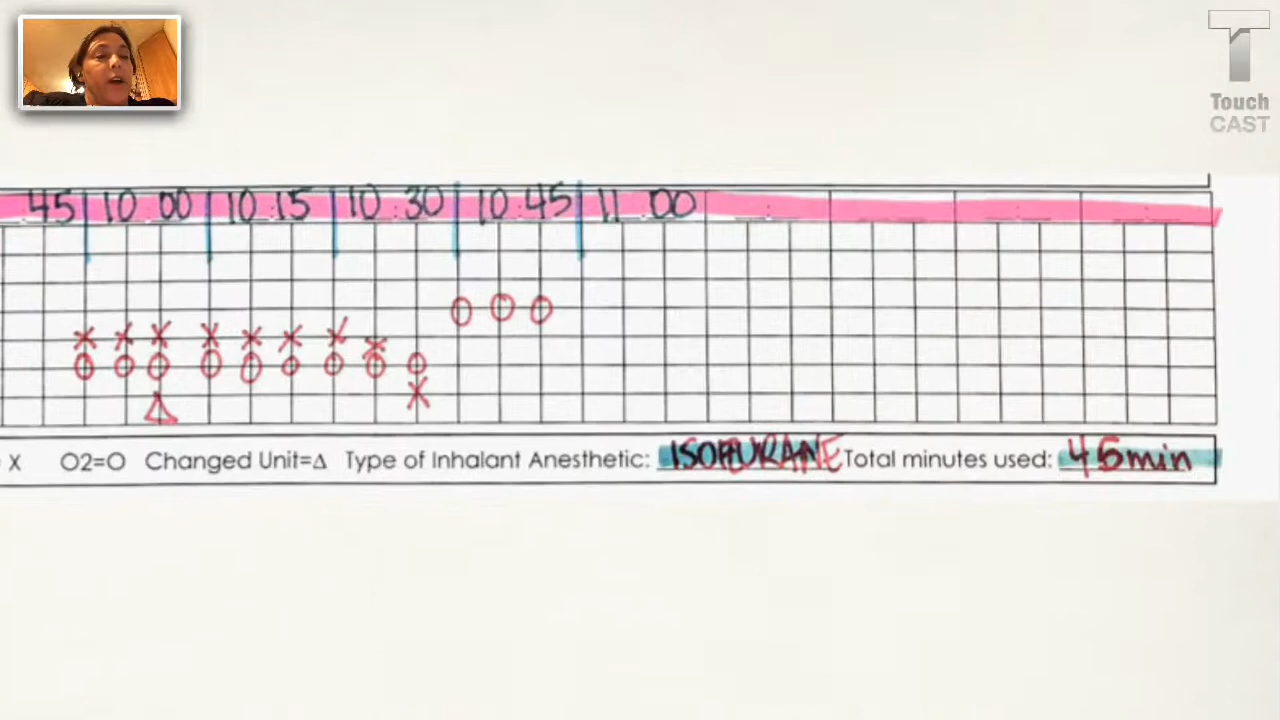 Touch
CAST
45 10 00 10 15 10 30 10 45 11 00
X O2=O Changed Unit=Δ Type of Inhalant Anesthetic: ISOFLURANE Total minutes used: 45min